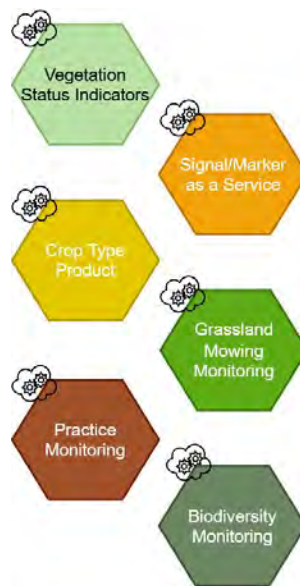 Vegetation
Status Indicators
Signal/Marker
as a Service
Crop Type
Product
Grassland
Mowing
Monitoring
Practice
Monitoring
Biodiversity
Monitoring